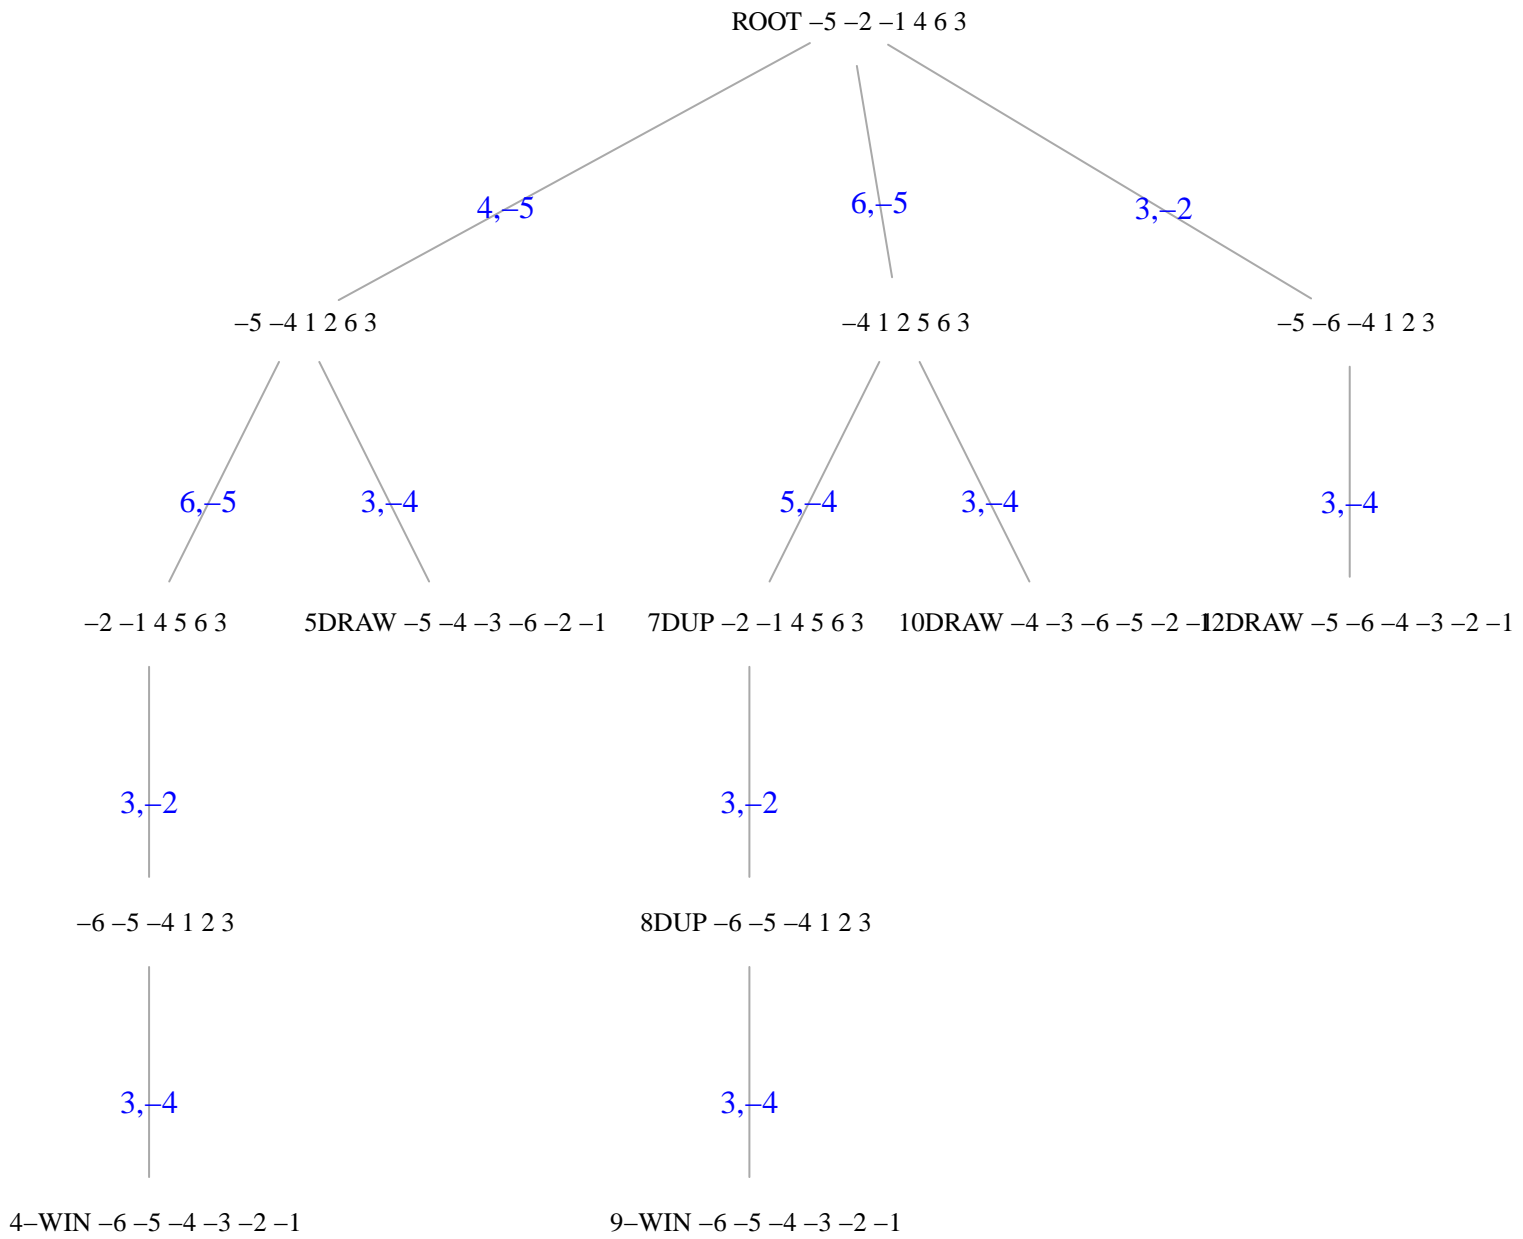 ROOT –5 –2 –1 4 6 3
4,–5
6,–5
3,–2
–5 –4 1 2 6 3
–4 1 2 5 6 3
–5 –6 –4 1 2 3
6,–5
3,–4
5,–4
3,–4
3,–4
–2 –1 4 5 6 3
5DRAW –5 –4 –3 –6 –2 –1
7DUP –2 –1 4 5 6 3
10DRAW –4 –3 –6 –5 –2 –1
12DRAW –5 –6 –4 –3 –2 –1
3,–2
3,–2
–6 –5 –4 1 2 3
8DUP –6 –5 –4 1 2 3
3,–4
3,–4
4–WIN –6 –5 –4 –3 –2 –1
9–WIN –6 –5 –4 –3 –2 –1